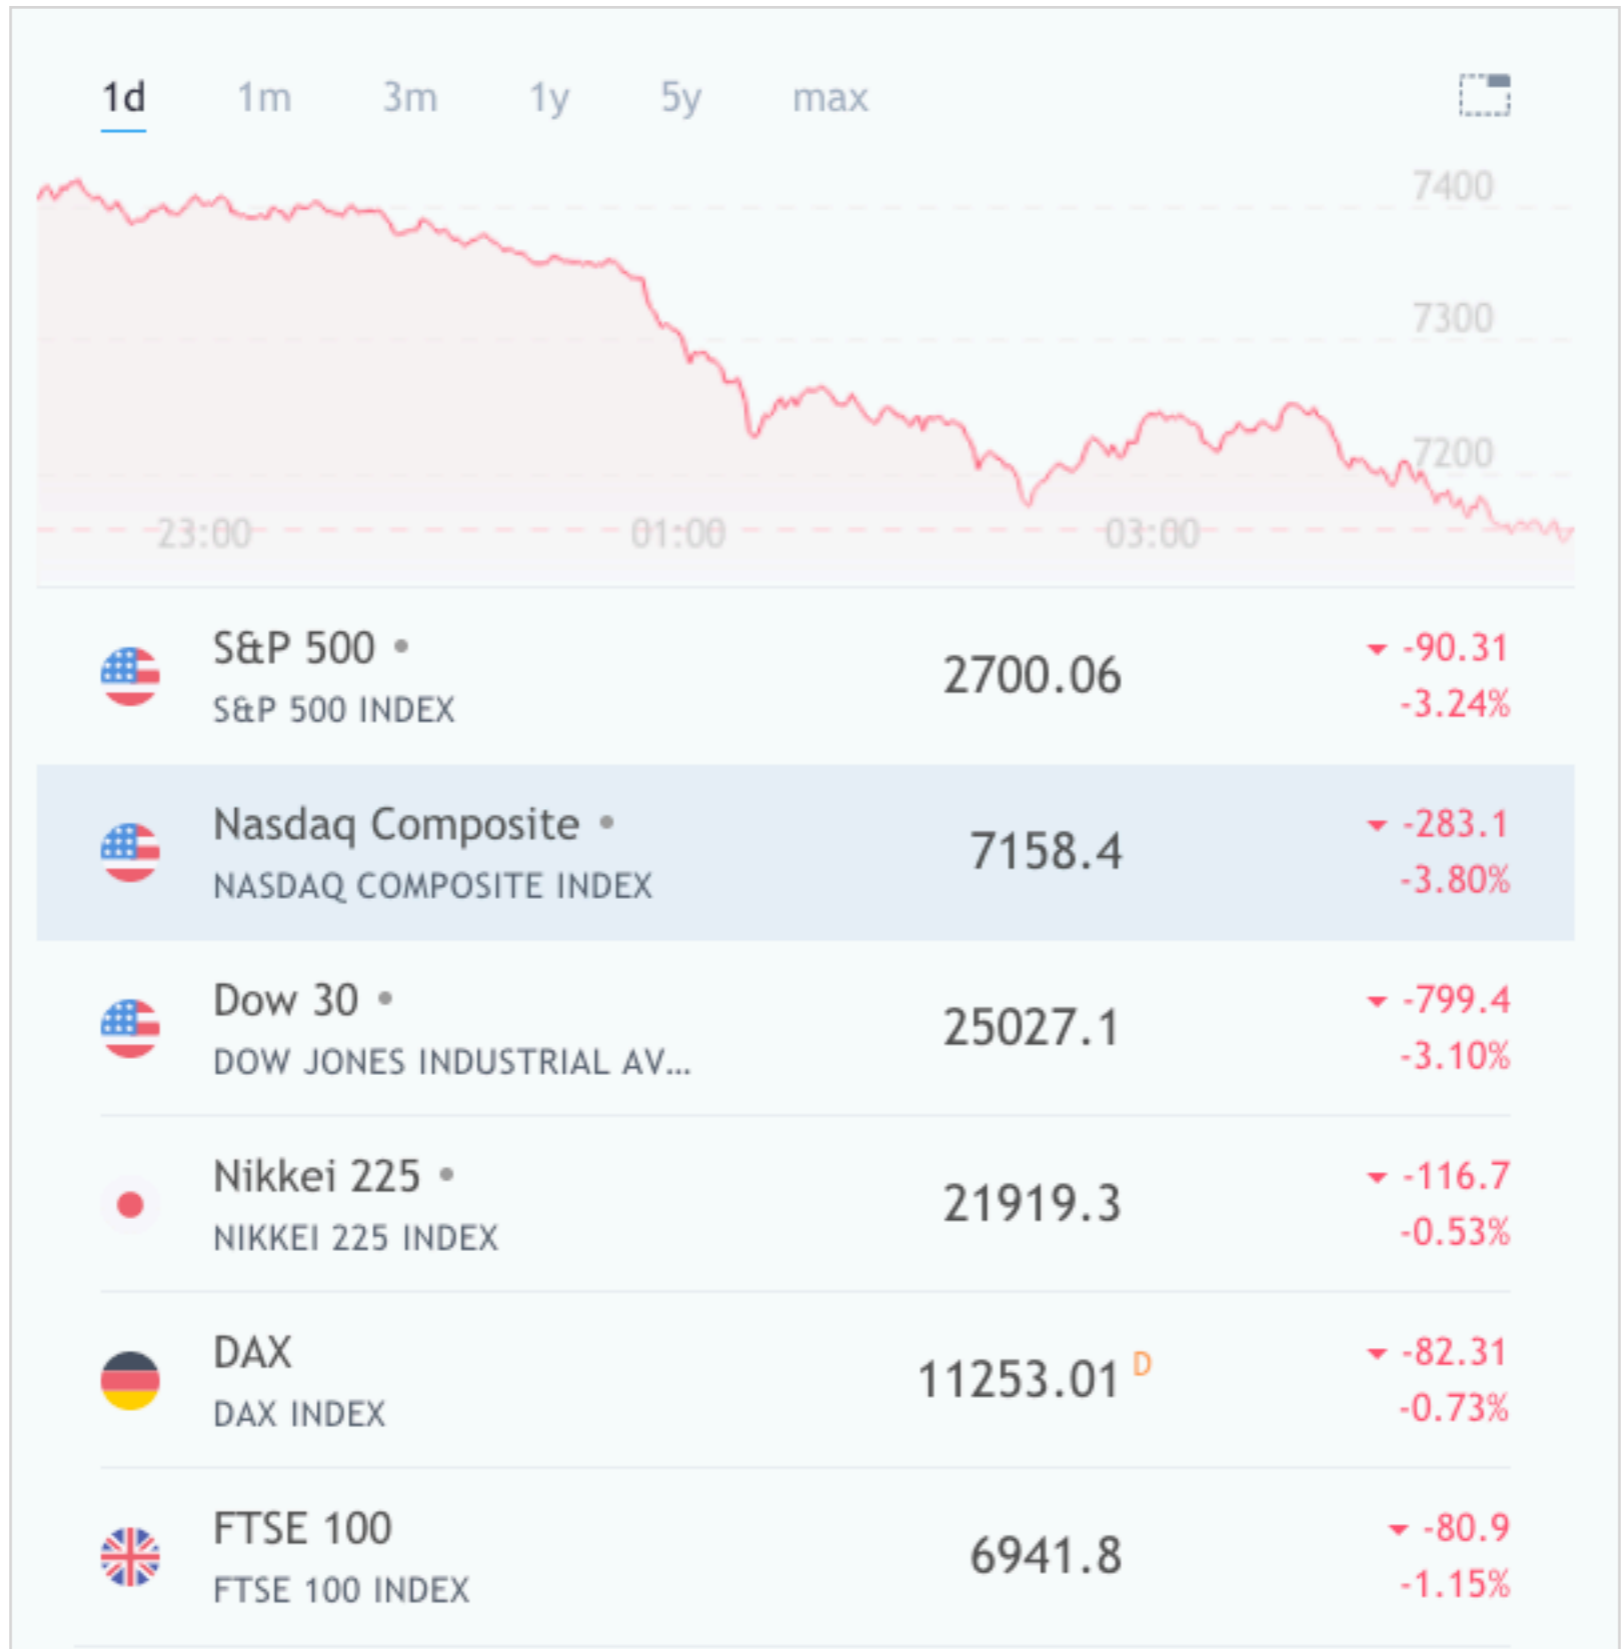 1d 1m 3m 1y 5y max
7400
7300
7200
23:00 01:00 03:00
S&P 500
S&P 500 INDEX
2700.06
-90.31
-3.24%
Nasdaq Composite
NASDAQ COMPOSITE INDEX
7158.4
-283.1
-3.80%
Dow 30
DOW JONES INDUSTRIAL AV...
25027.1
-799.4
-3.10%
Nikkei 225
NIKKEI 225 INDEX
21919.3
-116.7
-0.53%
DAX
DAX INDEX
11253.01 D
-82.31
-0.73%
FTSE 100
FTSE 100 INDEX
6941.8
-80.9
-1.15%